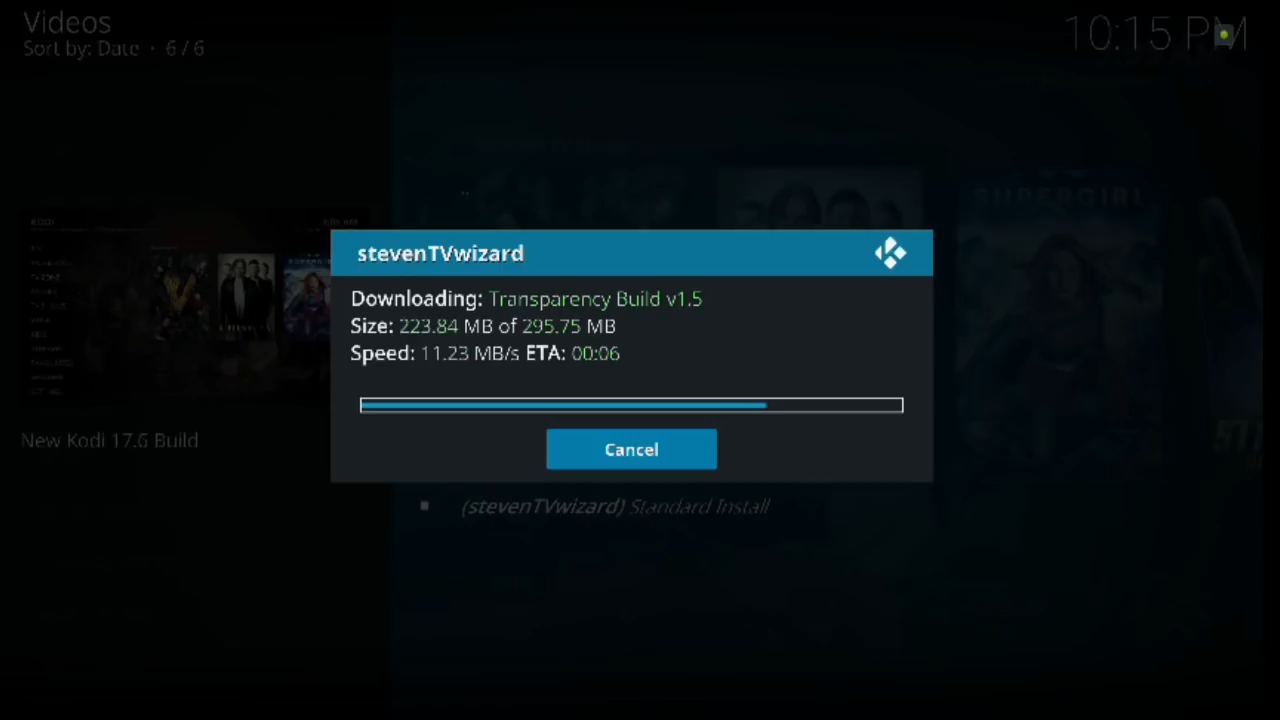 Videos
Sort by: Date · 6 / 6
10:15 PM
SUPERGIRL
stevenTVwizard
Downloading: Transparency Build v1.5
Size: 223.84 MB of 295.75 MB
Speed: 11.23 MB/s ETA: 00:06
Cancel
New Kodi 17.6 Build
(stevenTVwizard) Standard Install